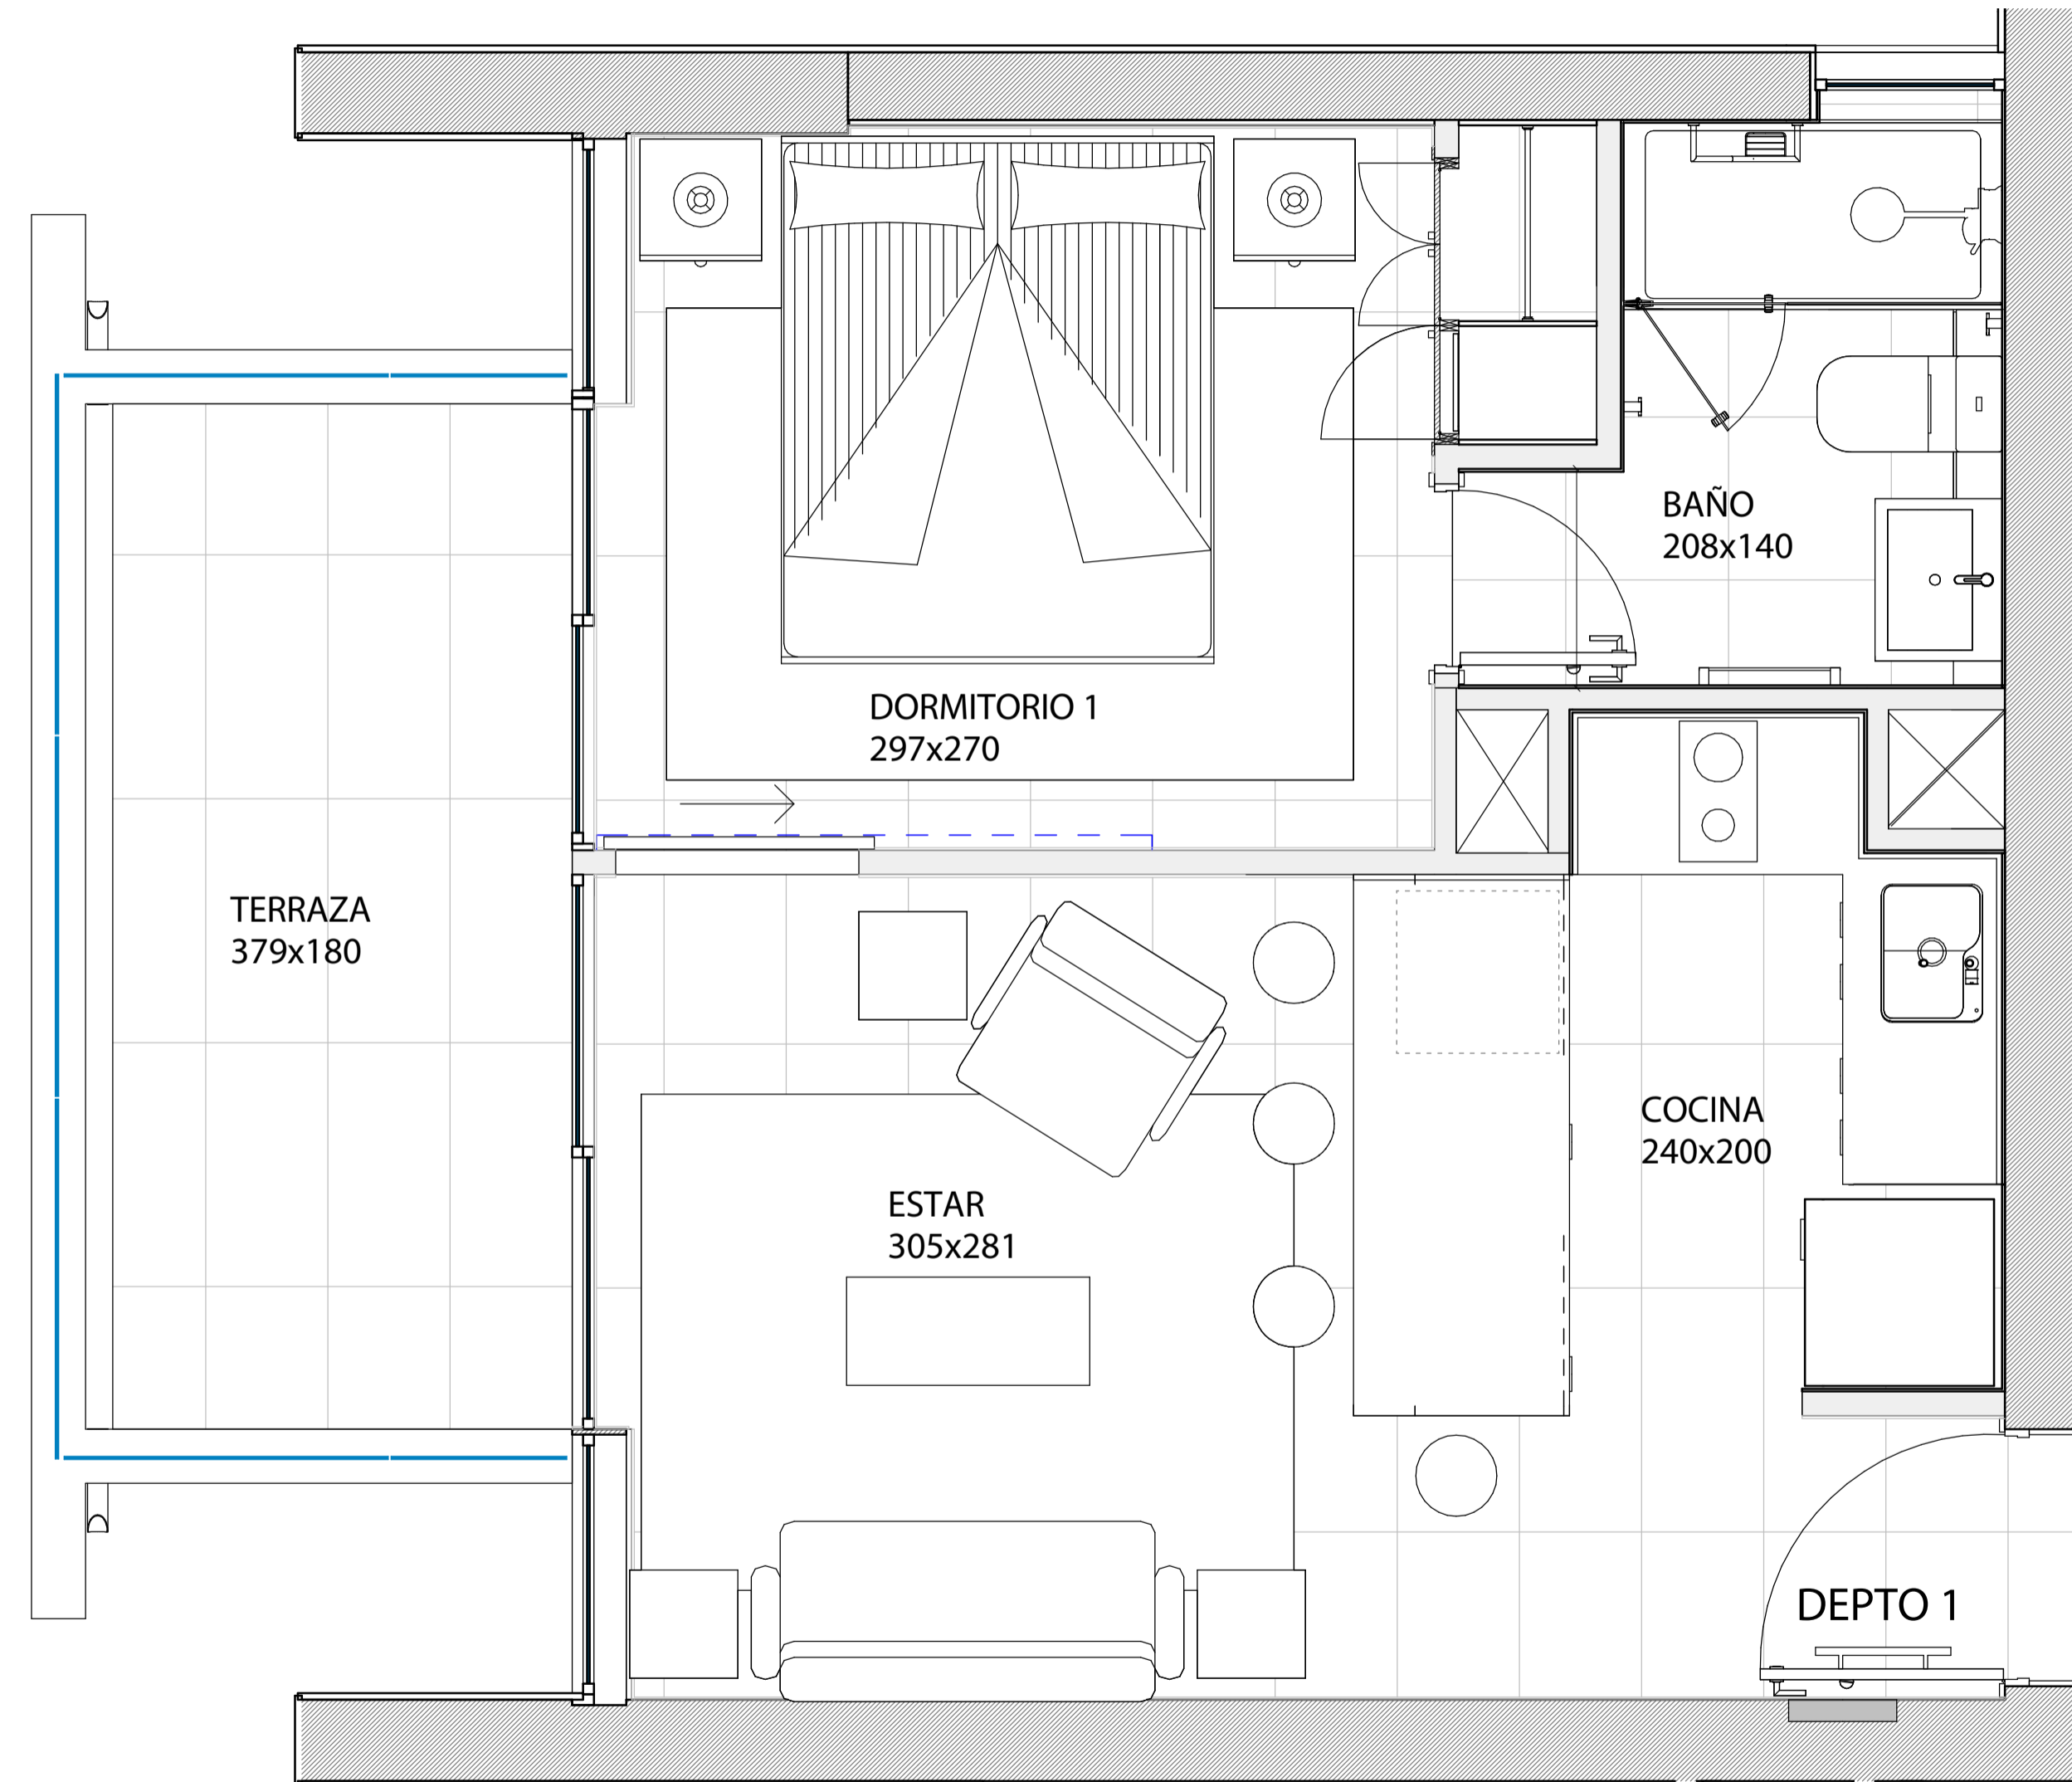 BAÑO
208x140
DORMITORIO 1
297x270
TERRAZA
379x180
COCINA
240x200
ESTAR
305x281
DEPTO 1